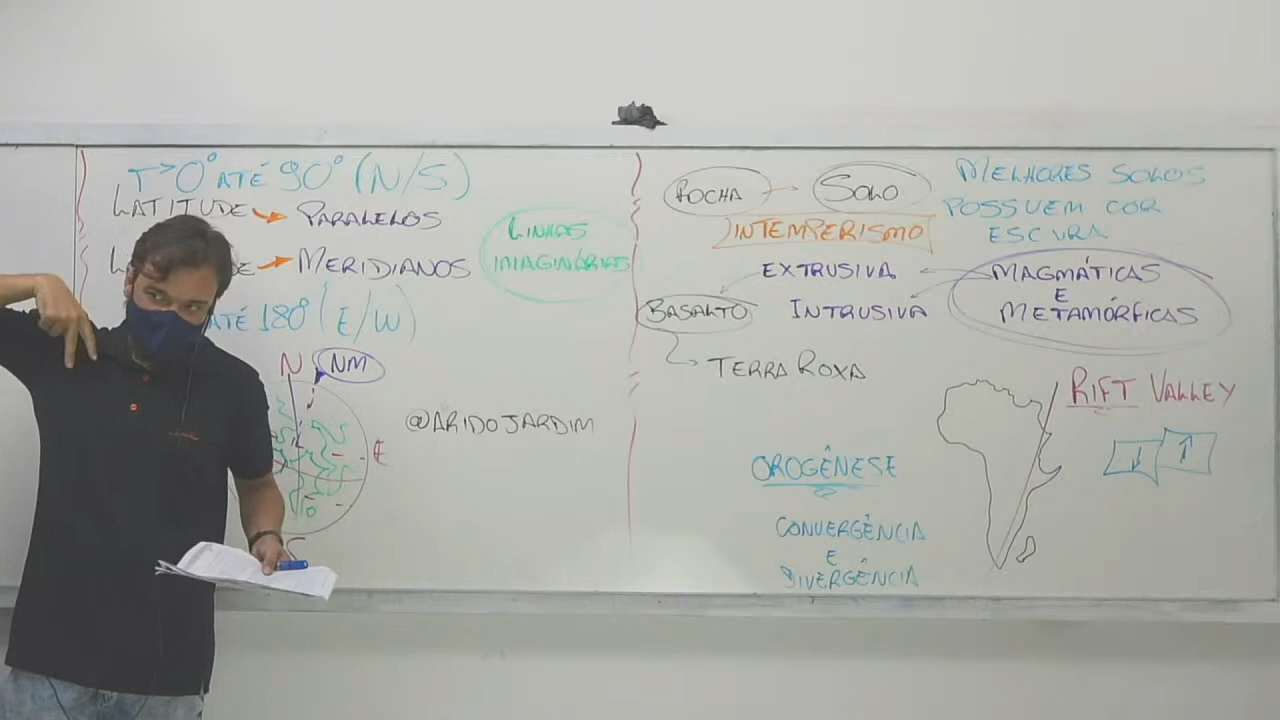 T > 0° ATÉ 90° (N/S)
LATITUDE → PARALELOS
DE → MERIDIANOS
ATÉ 180° (E/W)
LINHAS
IMAGINÁRIAS
N NM
E
S
@ARIDOJARDIM
ROCHA → SOLO
INTEMPERISMO
MELHORES SOLOS
POSSUEM COR
ESCURA
EXTRUSIVA
INTRUSIVA
MAGMÁTICAS
E
METAMÓRFICAS
BASALTO
TERRA ROXA
RIFT VALLEY
OROGÊNESE
CONVERGÊNCIA
E
DIVERGÊNCIA